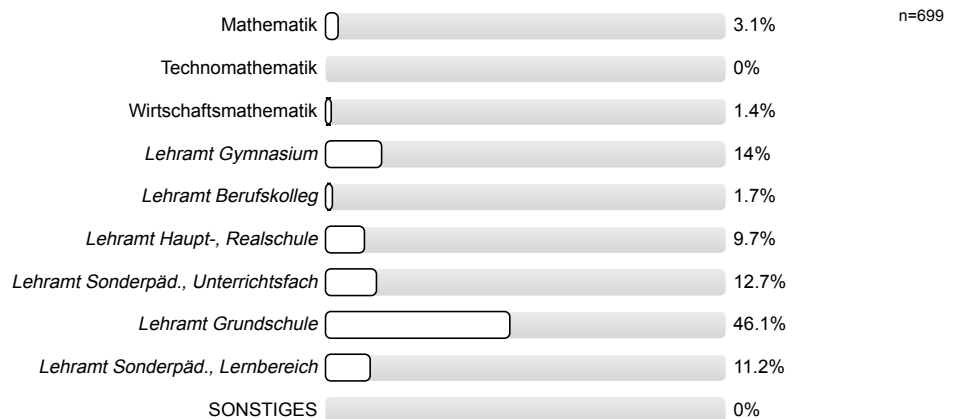 Mathematik 3.1% n=699
Technomathematik 0%
Wirtschaftsmathematik 1.4%
Lehramt Gymnasium 14%
Lehramt Berufskolleg 1.7%
Lehramt Haupt-, Realschule 9.7%
Lehramt Sonderpäd., Unterrichtsfach 12.7%
Lehramt Grundschule 46.1%
Lehramt Sonderpäd., Lernbereich 11.2%
SONSTIGES 0%